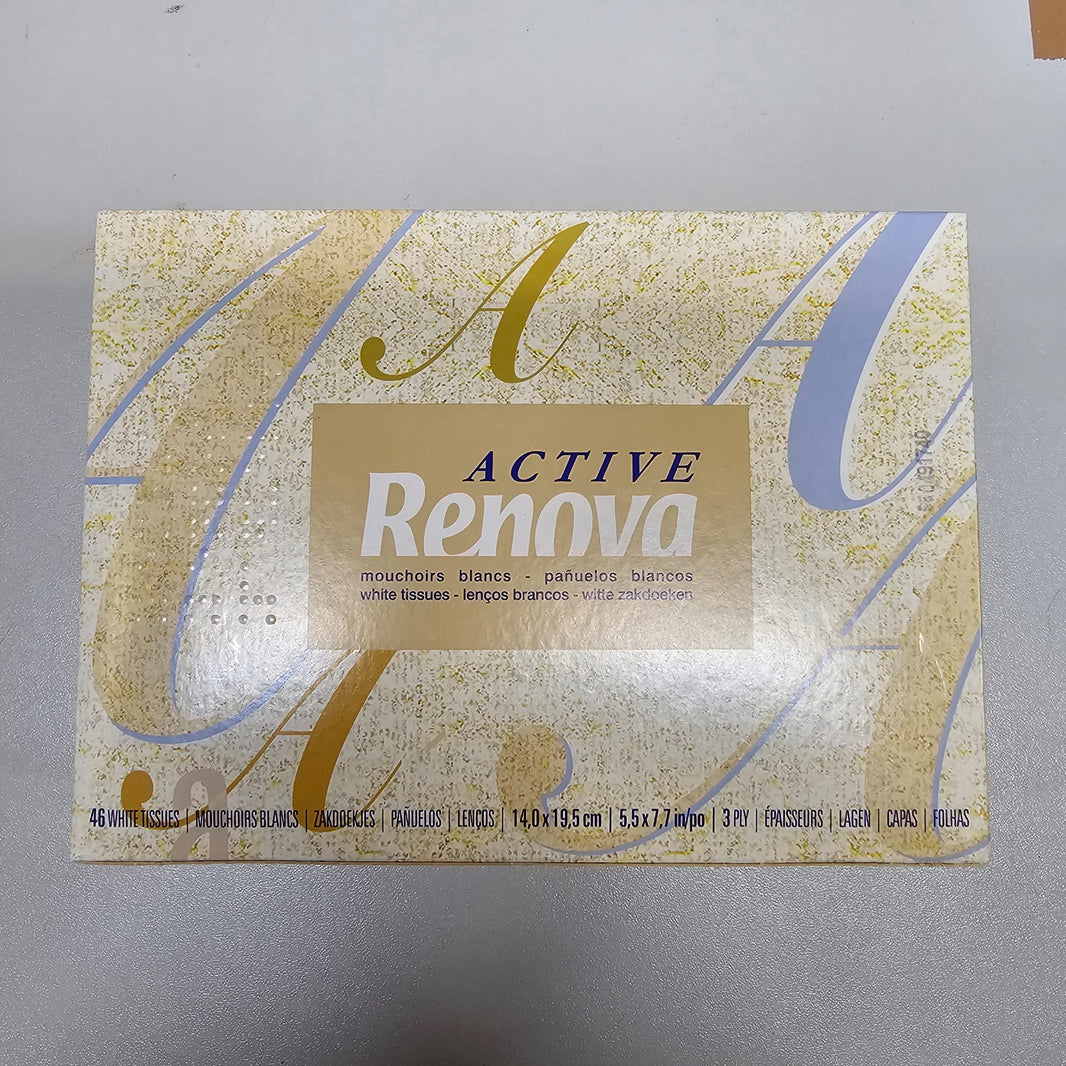 A
A
ACTIVE
Renova
mouchoirs blancs - pañuelos blancos
white tissues - lenços brancos - witte zakdoeken
A
A
A
46 WHITE TISSUES | MOUCHOIRS BLANCS | ZAKDOEKJES | PAÑUELOS | LENÇOS | 14,0 x 19,5 cm | 5,5 x 7,7 in/po | 3 PLY | ÉPAISSEURS | LAGEN | CAPAS | FOLHAS